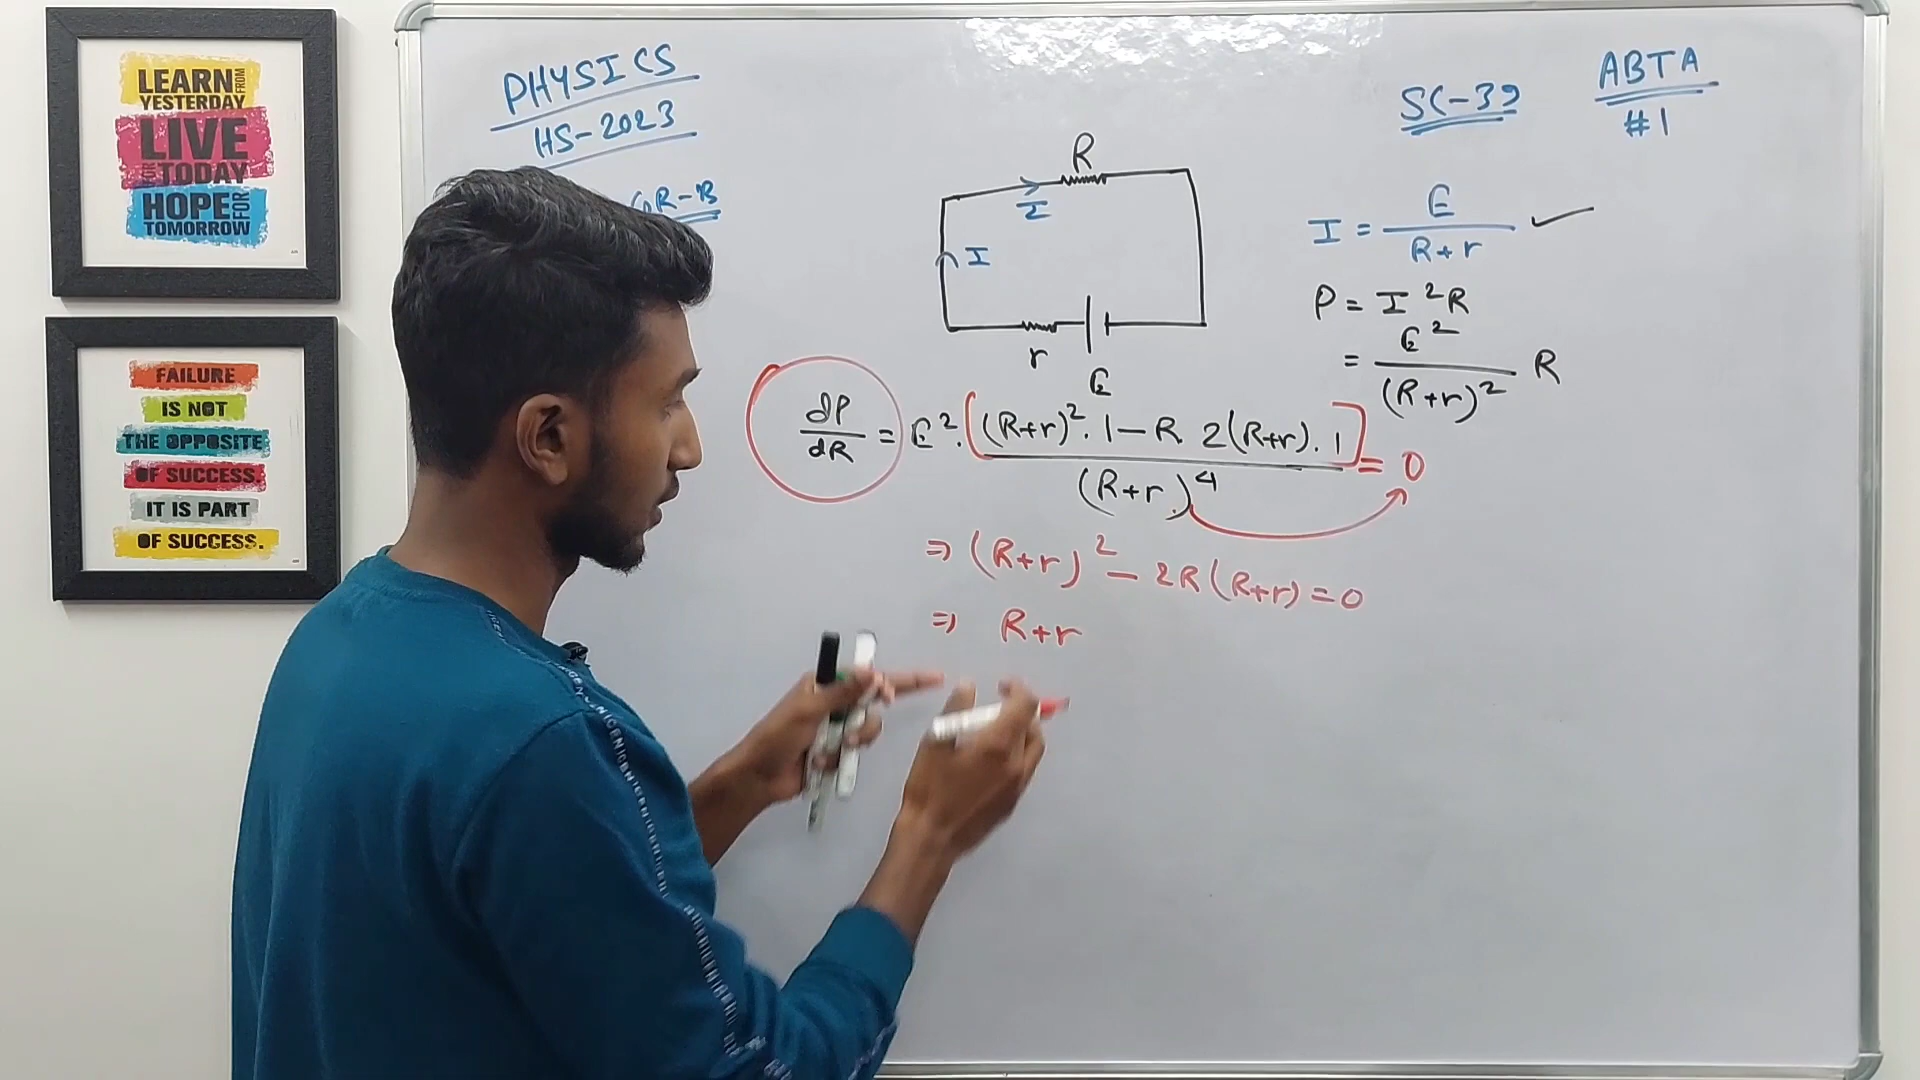 LEARN FROM
YESTERDAY
LIVE
FOR TODAY
HOPE FOR
TOMORROW
FAILURE
IS NOT
THE OPPOSITE
OF SUCCESS.
IT IS PART
OF SUCCESS.
PHYSICS
HS-2023
GR-B
SC-39
ABTA
#1
R
I
I
r
E
I = E / (R+r) ✓
P = I²R
= E² / (R+r)² R
dP/dR = E². [(R+r)². 1 - R. 2(R+r). 1] / (R+r)⁴ = 0
⇒ (R+r)² - 2R(R+r) = 0
⇒ R+r